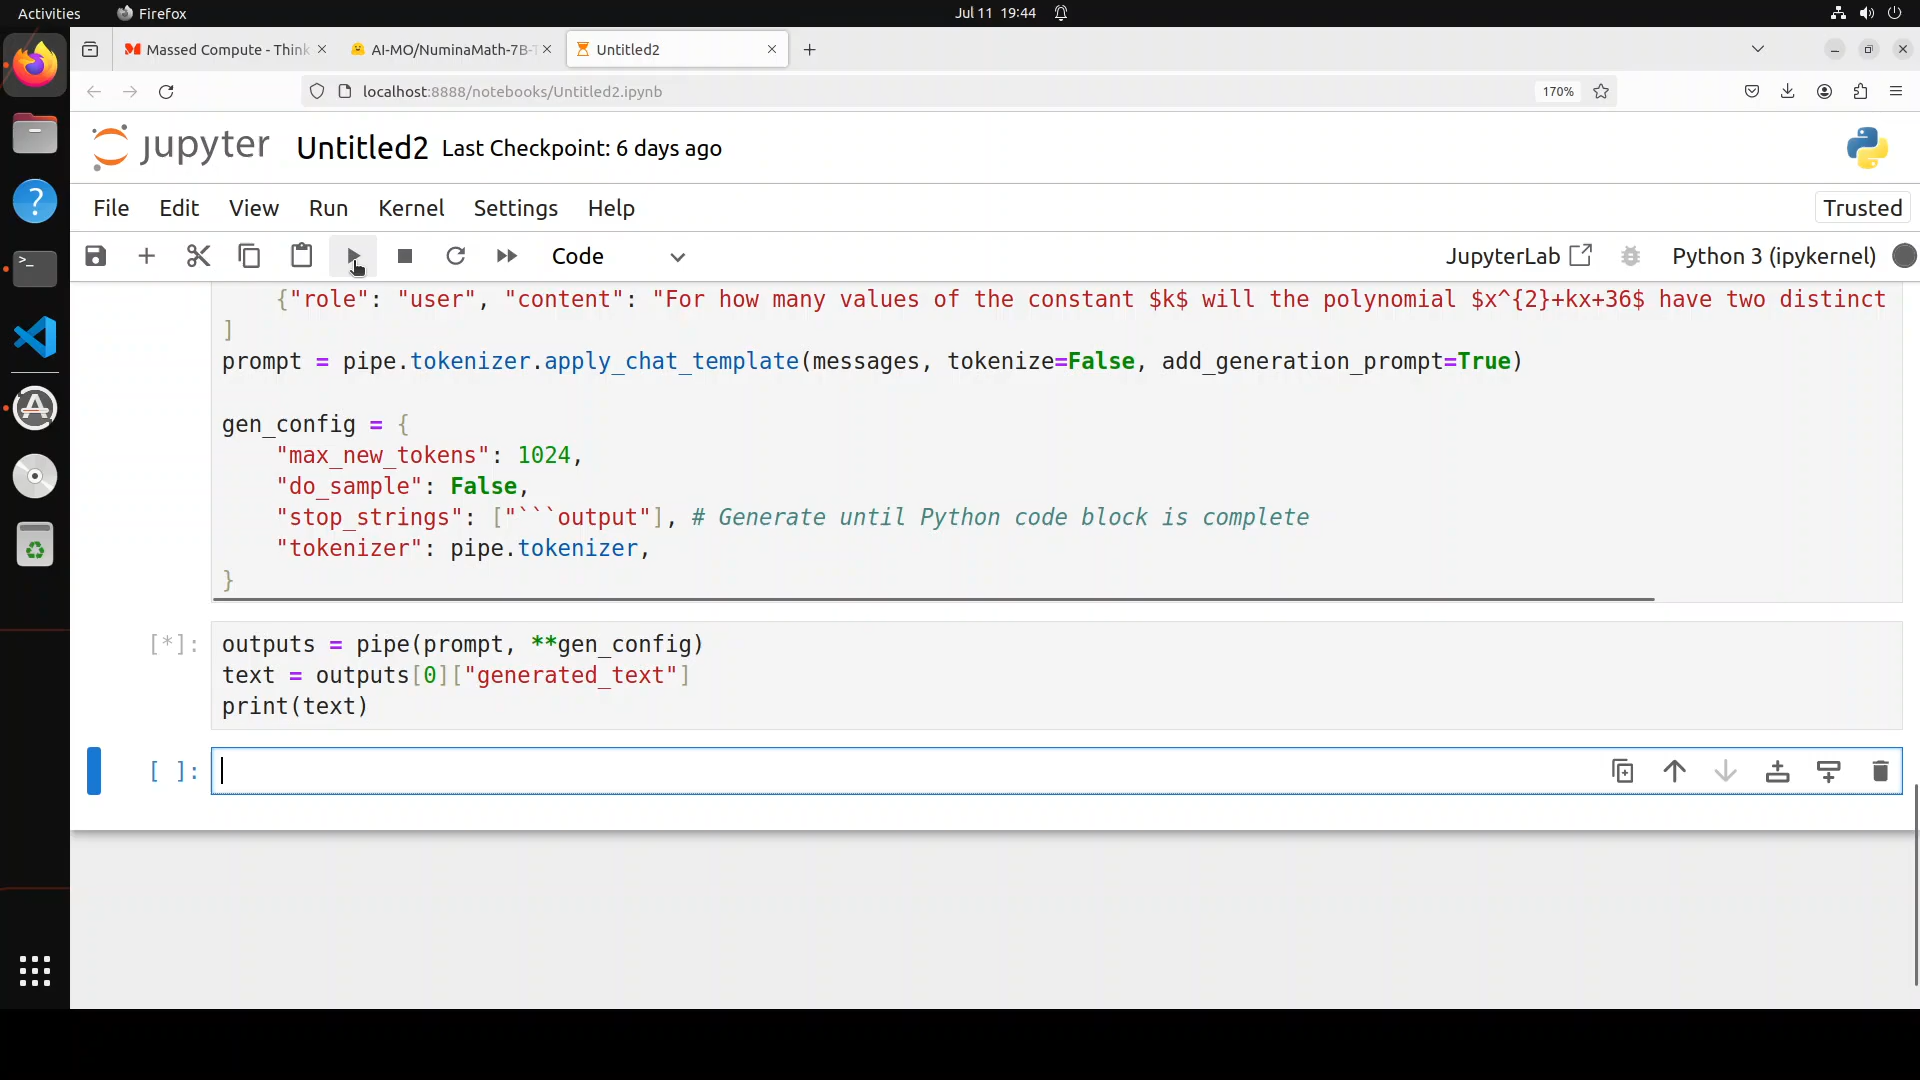 Activities
Firefox
Jul 11 19:44
Massed Compute - Think
AI-MO/NuminaMath-7B-T
Untitled2
localhost:8888/notebooks/Untitled2.ipynb
170%
jupyter
Untitled2
Last Checkpoint: 6 days ago
File Edit View Run Kernel Settings Help
Trusted
Code
JupyterLab
Python 3 (ipykernel)
{"role": "user", "content": "For how many values of the constant $k$ will the polynomial $x^{2}+kx+36$ have two distinct
]
prompt = pipe.tokenizer.apply_chat_template(messages, tokenize=False, add_generation_prompt=True)
gen_config = {
"max_new_tokens": 1024,
"do_sample": False,
"stop_strings": ["```output"], # Generate until Python code block is complete
"tokenizer": pipe.tokenizer,
}
[*]:
outputs = pipe(prompt, **gen_config)
text = outputs[0]["generated_text"]
print(text)
[ ]: